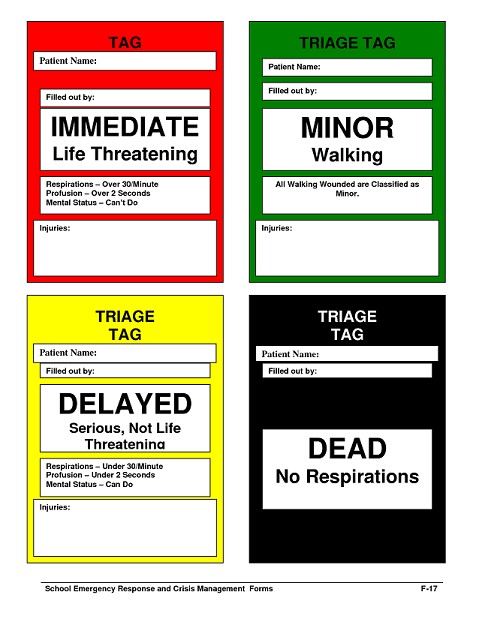 TAG
Patient Name:
Filled out by:
IMMEDIATE
Life Threatening
Respirations – Over 30/Minute
Profusion – Over 2 Seconds
Mental Status – Can't Do
Injuries:
TRIAGE TAG
Patient Name:
Filled out by:
MINOR
Walking
All Walking Wounded are Classified as
Minor.
Injuries:
TRIAGE
TAG
Patient Name:
Filled out by:
DELAYED
Serious, Not Life
Threatening
Respirations – Under 30/Minute
Profusion – Under 2 Seconds
Mental Status – Can Do
Injuries:
TRIAGE
TAG
Patient Name:
Filled out by:
DEAD
No Respirations
School Emergency Response and Crisis Management Forms F-17